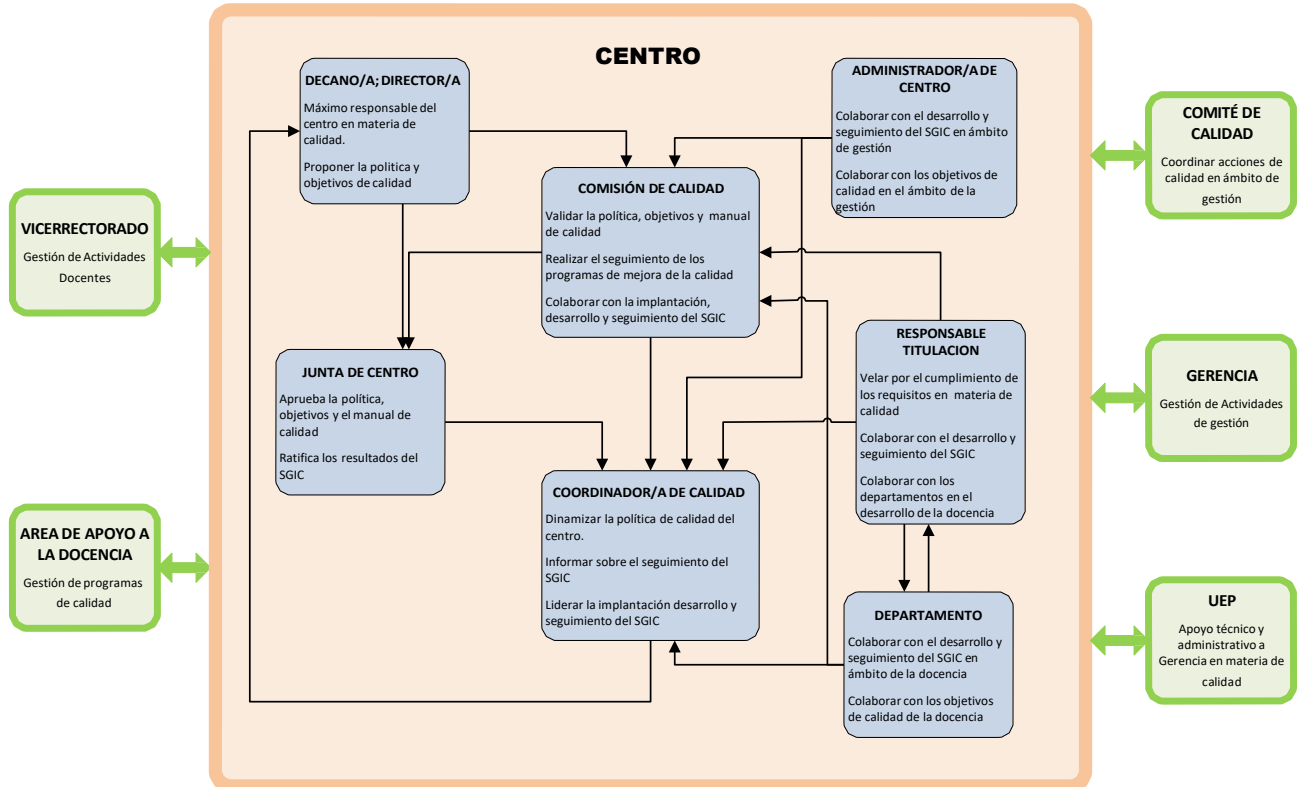 CENTRO
DECANO/A; DIRECTOR/A
Máximo responsable del
centro en materia de
calidad.
Proponer la politica y
objetivos de calidad
ADMINISTRADOR/A DE
CENTRO
Colaborar con el desarrollo y
seguimiento del SGIC en ámbito
de gestión
Colaborar con los objetivos de
calidad en el ámbito de la
gestión
COMITÉ DE
CALIDAD
Coordinar acciones de
calidad en ámbito de
gestión
COMISIÓN DE CALIDAD
Validar la política, objetivos y manual
de calidad
Realizar el seguimiento de los
programas de mejora de la calidad
Colaborar con la implantación,
desarrollo y seguimiento del SGIC
VICERRECTORADO
Gestión de Actividades
Docentes
JUNTA DE CENTRO
Aprueba la política,
objetivos y el manual de
calidad
Ratifica los resultados del
SGIC
RESPONSABLE
TITULACION
Velar por el cumplimiento de
los requisitos en materia de
calidad
Colaborar con el desarrollo y
seguimiento del SGIC
Colaborar con los
departamentos en el
desarrollo de la docencia
GERENCIA
Gestión de Actividades
de gestión
COORDINADOR/A DE CALIDAD
Dinamizar la política de calidad del
centro.
Informar sobre el seguimiento del
SGIC
Liderar la implantación desarrollo y
seguimiento del SGIC
AREA DE APOYO A
LA DOCENCIA
Gestión de programas
de calidad
DEPARTAMENTO
Colaborar con el desarrollo y
seguimiento del SGIC en
ámbito de la docencia
Colaborar con los objetivos
de calidad de la docencia
UEP
Apoyo técnico y
administrativo a
Gerencia en materia de
calidad